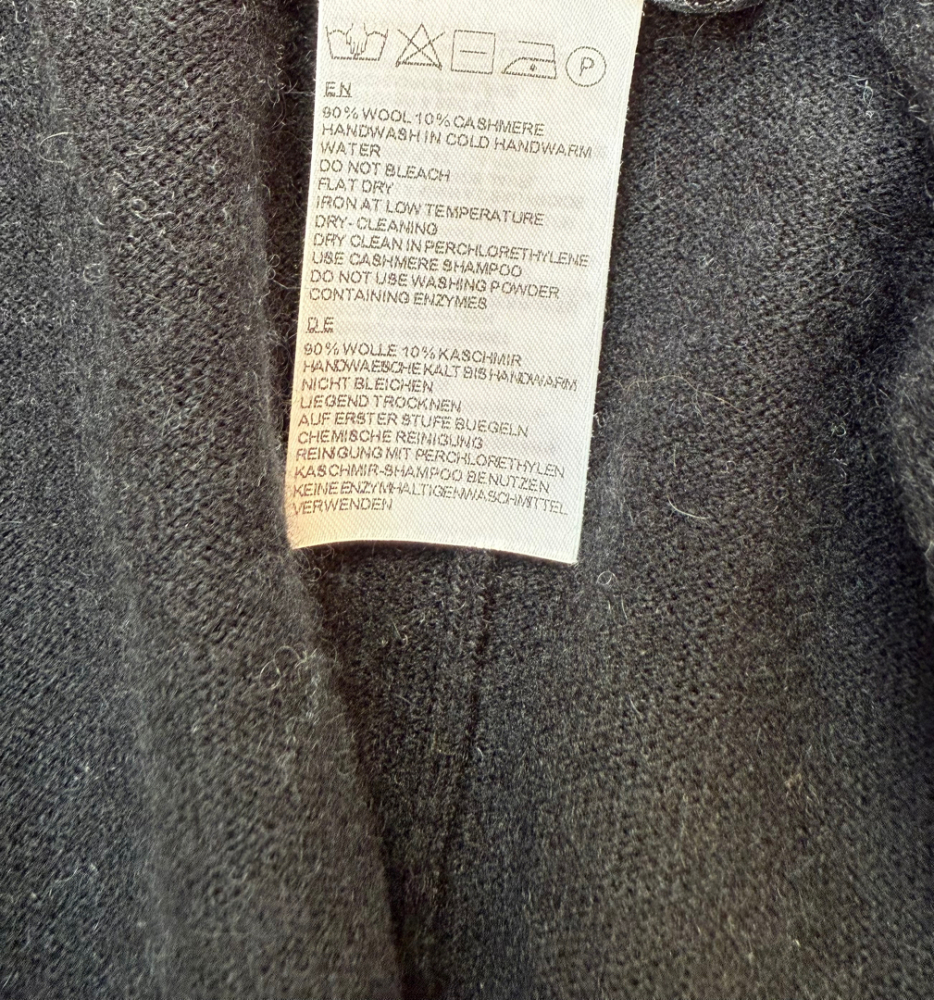 P
EN
90% WOOL 10% CASHMERE
HANDWASH IN COLD HANDWARM
WATER
DO NOT BLEACH
FLAT DRY
IRON AT LOW TEMPERATURE
DRY-CLEANING
DRY CLEAN IN PERCHLORETHYLENE
USE CASHMERE SHAMPOO
DO NOT USE WASHING POWDER
CONTAINING ENZYMES
DE
90% WOLLE 10% KASCHMIR
HANDWAESCHE KALT BIS HANDWARM
NICHT BLEICHEN
LIEGEND TROCKNEN
AUF ERSTER STUFE BUEGELN
CHEMISCHE REINIGUNG
REINIGUNG MIT PERCHLORETHYLEN
KASCHMIR-SHAMPOO BENUTZEN
KEINE ENZYMHALTIGEN WASCHMITTEL
VERWENDEN